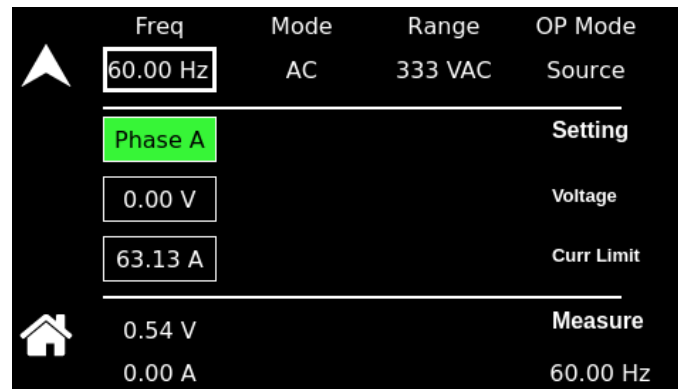 Freq Mode Range OP Mode
60.00 Hz AC 333 VAC Source
Phase A Setting
0.00 V Voltage
63.13 A Curr Limit
0.54 V Measure
0.00 A 60.00 Hz